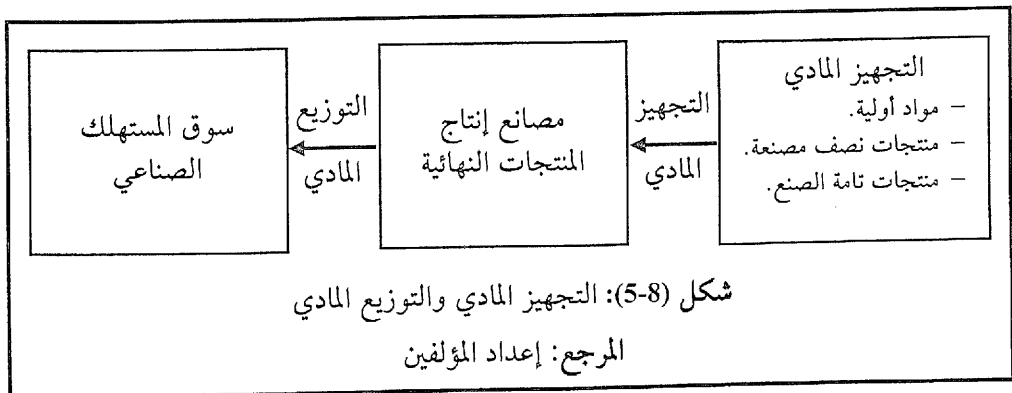 التجهيز المادي
– مواد أولية.
– منتجات نصف مصنعة.
– منتجات تامة الصنع.
التجهيز
المادي
مصانع إنتاج
المنتجات النهائية
التوزيع
المادي
سوق المستهلك
الصناعي
شكل (8-5): التجهيز المادي والتوزيع المادي
المرجع: إعداد المؤلفين